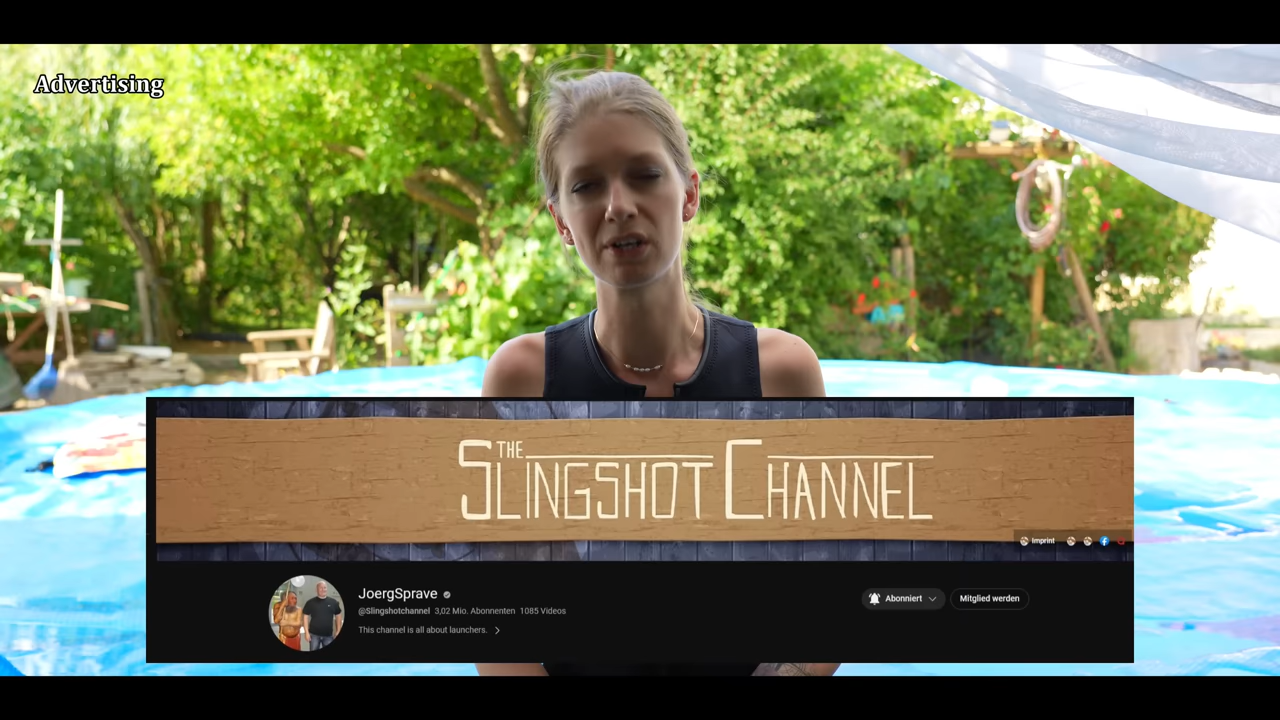 Advertising
THE
SLINGSHOT CHANNEL
Imprint
JoergSprave
@Slingshotchannel 3,02 Mio. Abonnenten 1085 Videos
Abonniert
Mitglied werden
This channel is all about launchers.